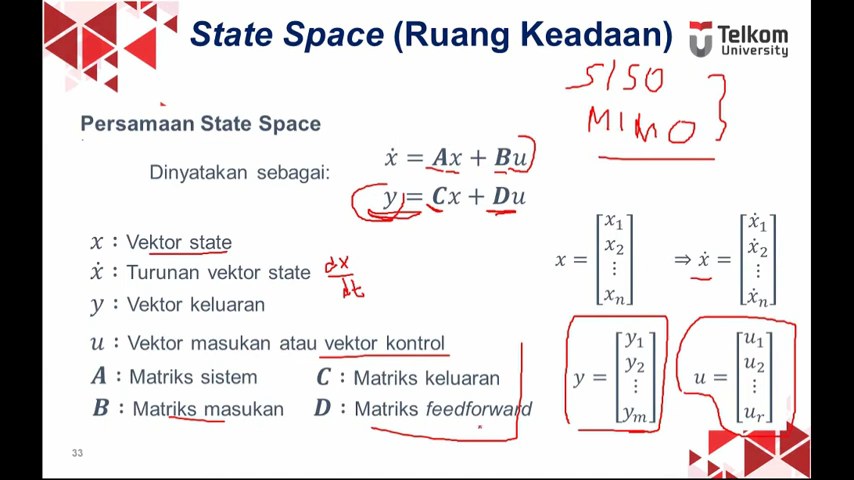 State Space (Ruang Keadaan)
Telkom
University
SISO
MIMO
Persamaan State Space
Dinyatakan sebagai:
ẋ = Ax + Bu
y = Cx + Du
x : Vektor state
ẋ : Turunan vektor state dx/dt
y : Vektor keluaran
u : Vektor masukan atau vektor kontrol
A : Matriks sistem C : Matriks keluaran
B : Matriks masukan D : Matriks feedforward
x = [x₁ x₂ ⋮ xₙ] ⇒ ẋ = [ẋ₁ ẋ₂ ⋮ ẋₙ]
y = [y₁ y₂ ⋮ yₘ] u = [u₁ u₂ ⋮ uᵣ]
33